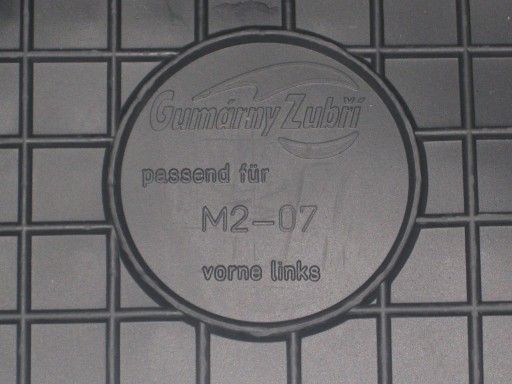 Gumárny Zubří
passend für
M2-07
vorne links